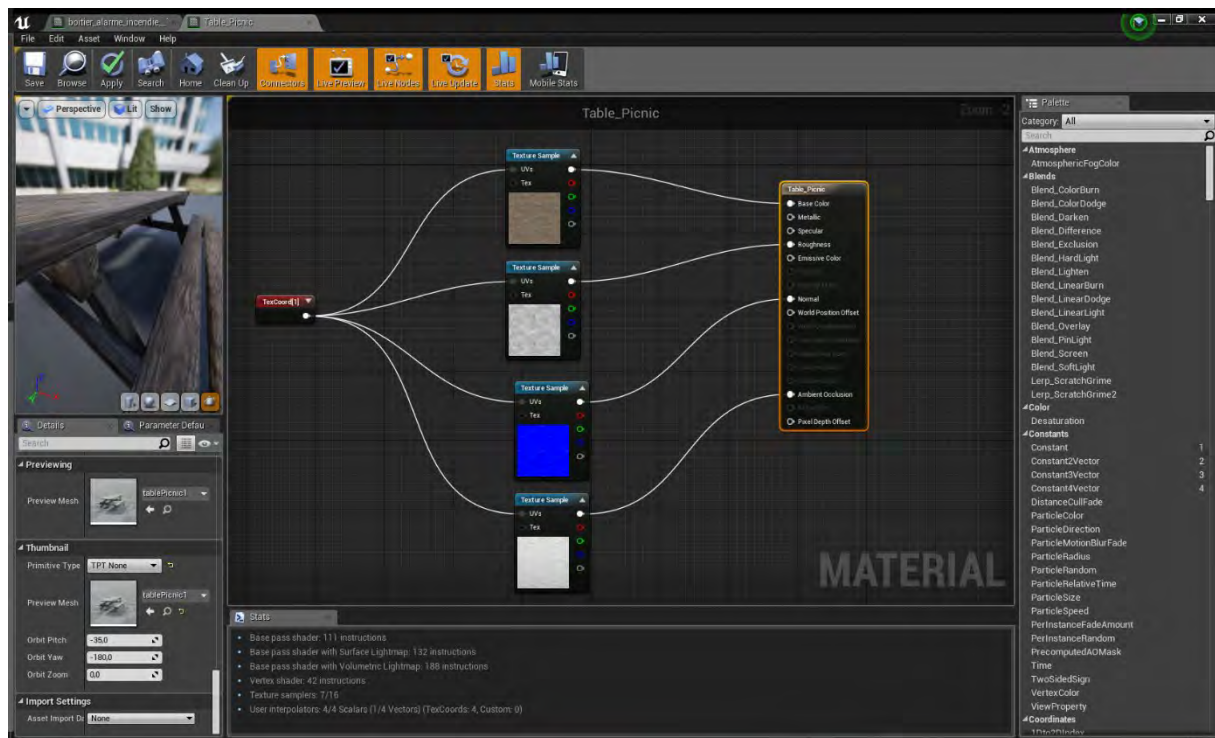 boitier_alarme_incendie_
Table_Picnic
File Edit Asset Window Help
Save Browse Apply Search Home Clean Up Connectors Live Preview Live Nodes Live Update Stats Mobile Stats
Perspective Lit Show
Table_Picnic
Zoom -2
Texture Sample
UVs
Tex
Texture Sample
UVs
Tex
TexCoord[1]
Texture Sample
UVs
Tex
Texture Sample
UVs
Tex
Table_Picnic
Base Color
Metallic
Specular
Roughness
Emissive Color
Normal
World Position Offset
Ambient Occlusion
Pixel Depth Offset
MATERIAL
Details
Parameter Defau
Search
Previewing
Preview Mesh
tablePicnic1
Thumbnail
Primitive Type TPT None
Preview Mesh
tablePicnic1
Orbit Pitch -35,0
Orbit Yaw -180,0
Orbit Zoom 0,0
Import Settings
Asset Import Da None
Stats
Base pass shader: 111 instructions
Base pass shader with Surface Lightmap: 132 instructions
Base pass shader with Volumetric Lightmap: 188 instructions
Vertex shader: 42 instructions
Texture samplers: 7/16
User interpolators: 4/4 Scalars (1/4 Vectors) (TexCoords: 4, Custom: 0)
Palette
Category: All
Search
Atmosphere
AtmosphericFogColor
Blends
Blend_ColorBurn
Blend_ColorDodge
Blend_Darken
Blend_Difference
Blend_Exclusion
Blend_HardLight
Blend_Lighten
Blend_LinearBurn
Blend_LinearDodge
Blend_LinearLight
Blend_Overlay
Blend_PinLight
Blend_Screen
Blend_SoftLight
Lerp_ScratchGrime
Lerp_ScratchGrime2
Color
Desaturation
Constants
Constant 1
Constant2Vector 2
Constant3Vector 3
Constant4Vector 4
DistanceCullFade
ParticleColor
ParticleDirection
ParticleMotionBlurFade
ParticleRadius
ParticleRandom
ParticleRelativeTime
ParticleSize
ParticleSpeed
PerInstanceFadeAmount
PerInstanceRandom
PrecomputedAOMask
Time
TwoSidedSign
VertexColor
ViewProperty
Coordinates